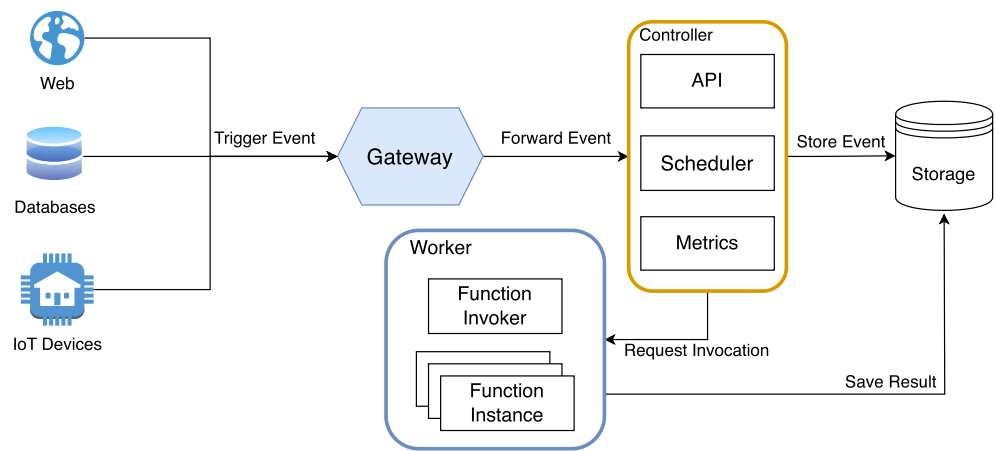 Web
Databases
IoT Devices
Trigger Event
Gateway
Forward Event
Controller
API
Scheduler
Metrics
Store Event
Storage
Worker
Function
Invoker
Function
Instance
Request Invocation
Save Result